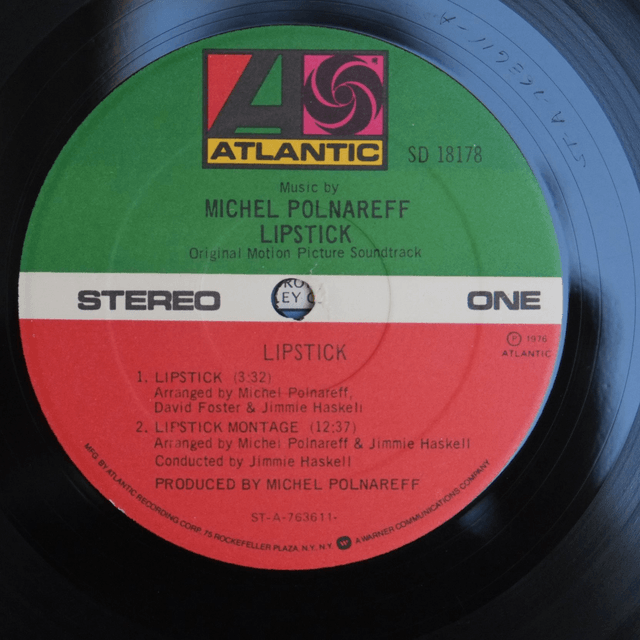 ATLANTIC
SD 18178
Music by
MICHEL POLNAREFF
LIPSTICK
Original Motion Picture Soundtrack
STEREO
ONE
LIPSTICK
℗ 1976
ATLANTIC
1. LIPSTICK (3:32)
Arranged by Michel Polnareff,
David Foster & Jimmie Haskell
2. LIPSTICK MONTAGE (12:37)
Arranged by Michel Polnareff & Jimmie Haskell
Conducted by Jimmie Haskell
PRODUCED BY MICHEL POLNAREFF
ST-A-763611-
MFG. BY ATLANTIC RECORDING CORP., 75 ROCKEFELLER PLAZA, N.Y., N.Y. W A WARNER COMMUNICATIONS COMPANY